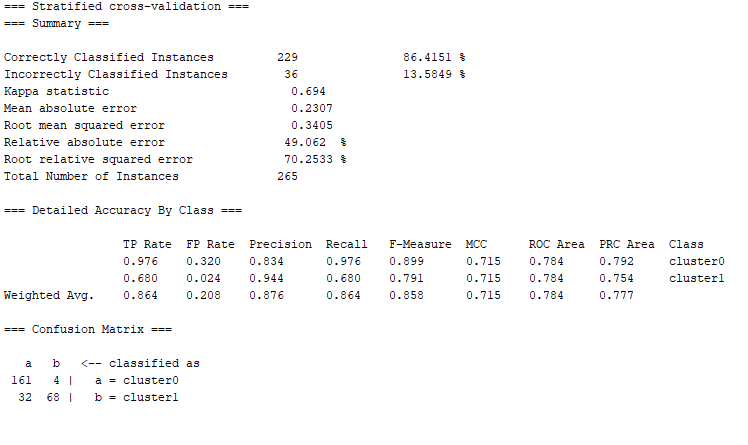 === Stratified cross-validation ===
=== Summary ===
Correctly Classified Instances         229               86.4151 %
Incorrectly Classified Instances        36               13.5849 %
Kappa statistic                          0.694
Mean absolute error                      0.2307
Root mean squared error                  0.3405
Relative absolute error                 49.062  %
Root relative squared error             70.2533 %
Total Number of Instances              265
=== Detailed Accuracy By Class ===
                 TP Rate  FP Rate  Precision  Recall   F-Measure  MCC      ROC Area  PRC Area  Class
                 0.976    0.320    0.834      0.976    0.899      0.715    0.784     0.792     cluster0
                 0.680    0.024    0.944      0.680    0.791      0.715    0.784     0.754     cluster1
Weighted Avg.    0.864    0.208    0.876      0.864    0.858      0.715    0.784     0.777
=== Confusion Matrix ===
   a   b   <-- classified as
 161   4 |   a = cluster0
  32  68 |   b = cluster1